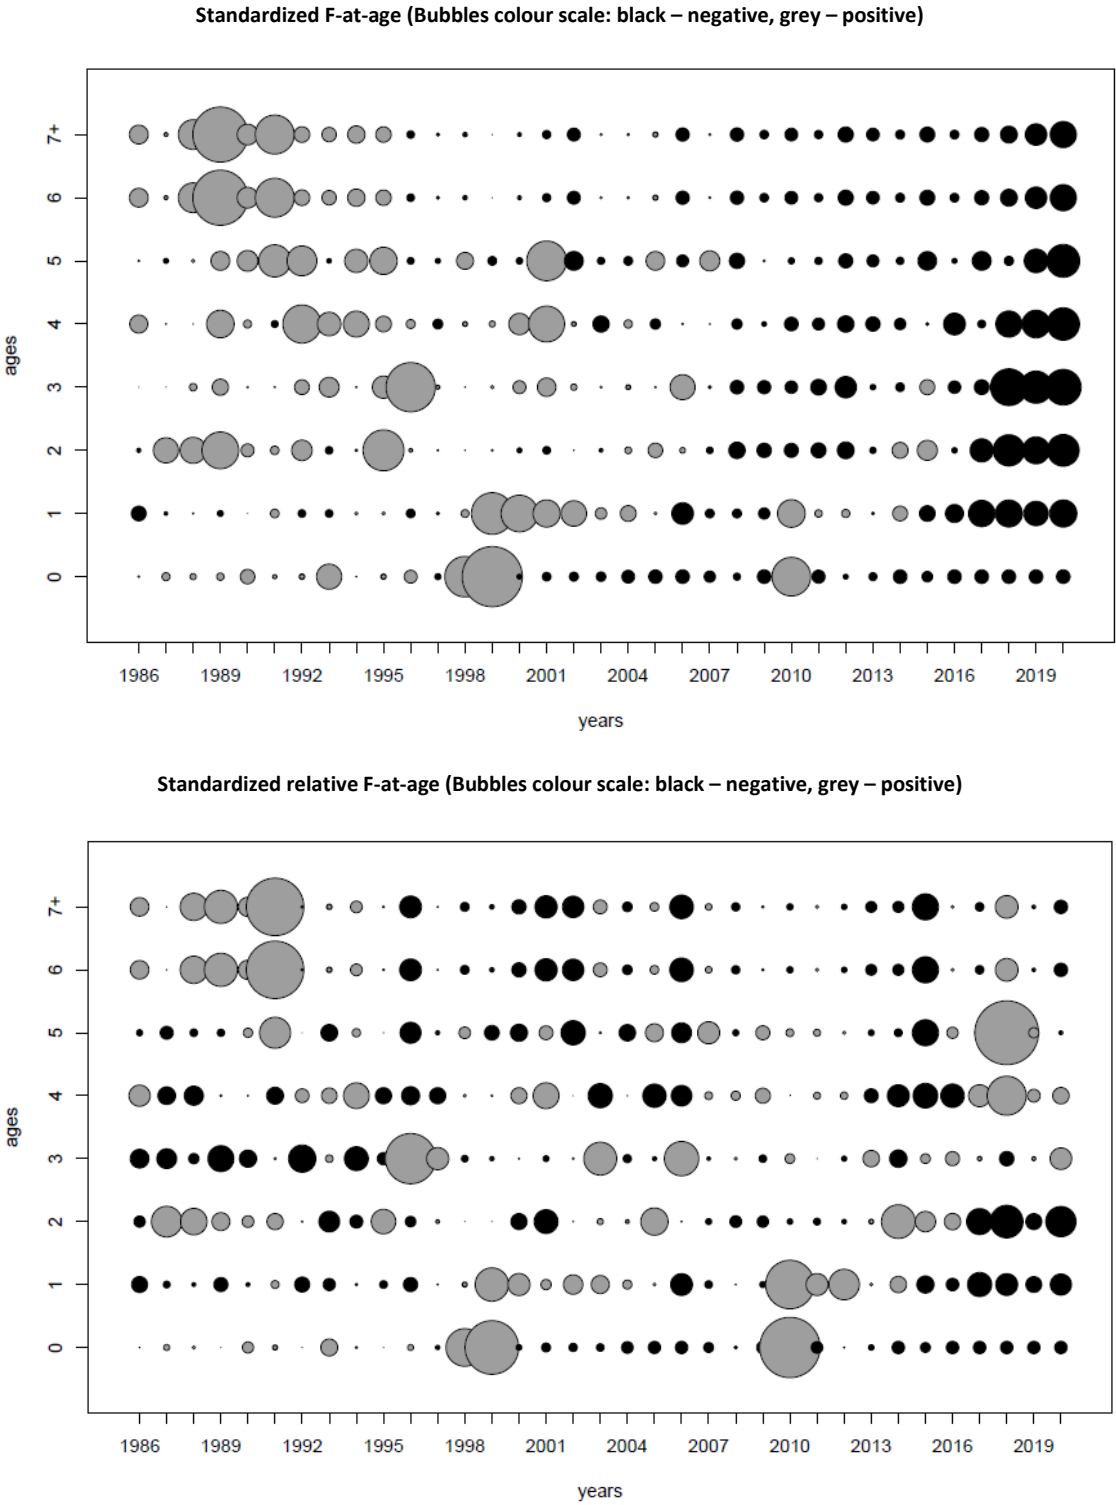 Standardized F-at-age (Bubbles colour scale: black – negative, grey – positive)
7+
6
5
4
3
2
1
0
ages
1986 1989 1992 1995 1998 2001 2004 2007 2010 2013 2016 2019
years
Standardized relative F-at-age (Bubbles colour scale: black – negative, grey – positive)
7+
6
5
4
3
2
1
0
ages
1986 1989 1992 1995 1998 2001 2004 2007 2010 2013 2016 2019
years